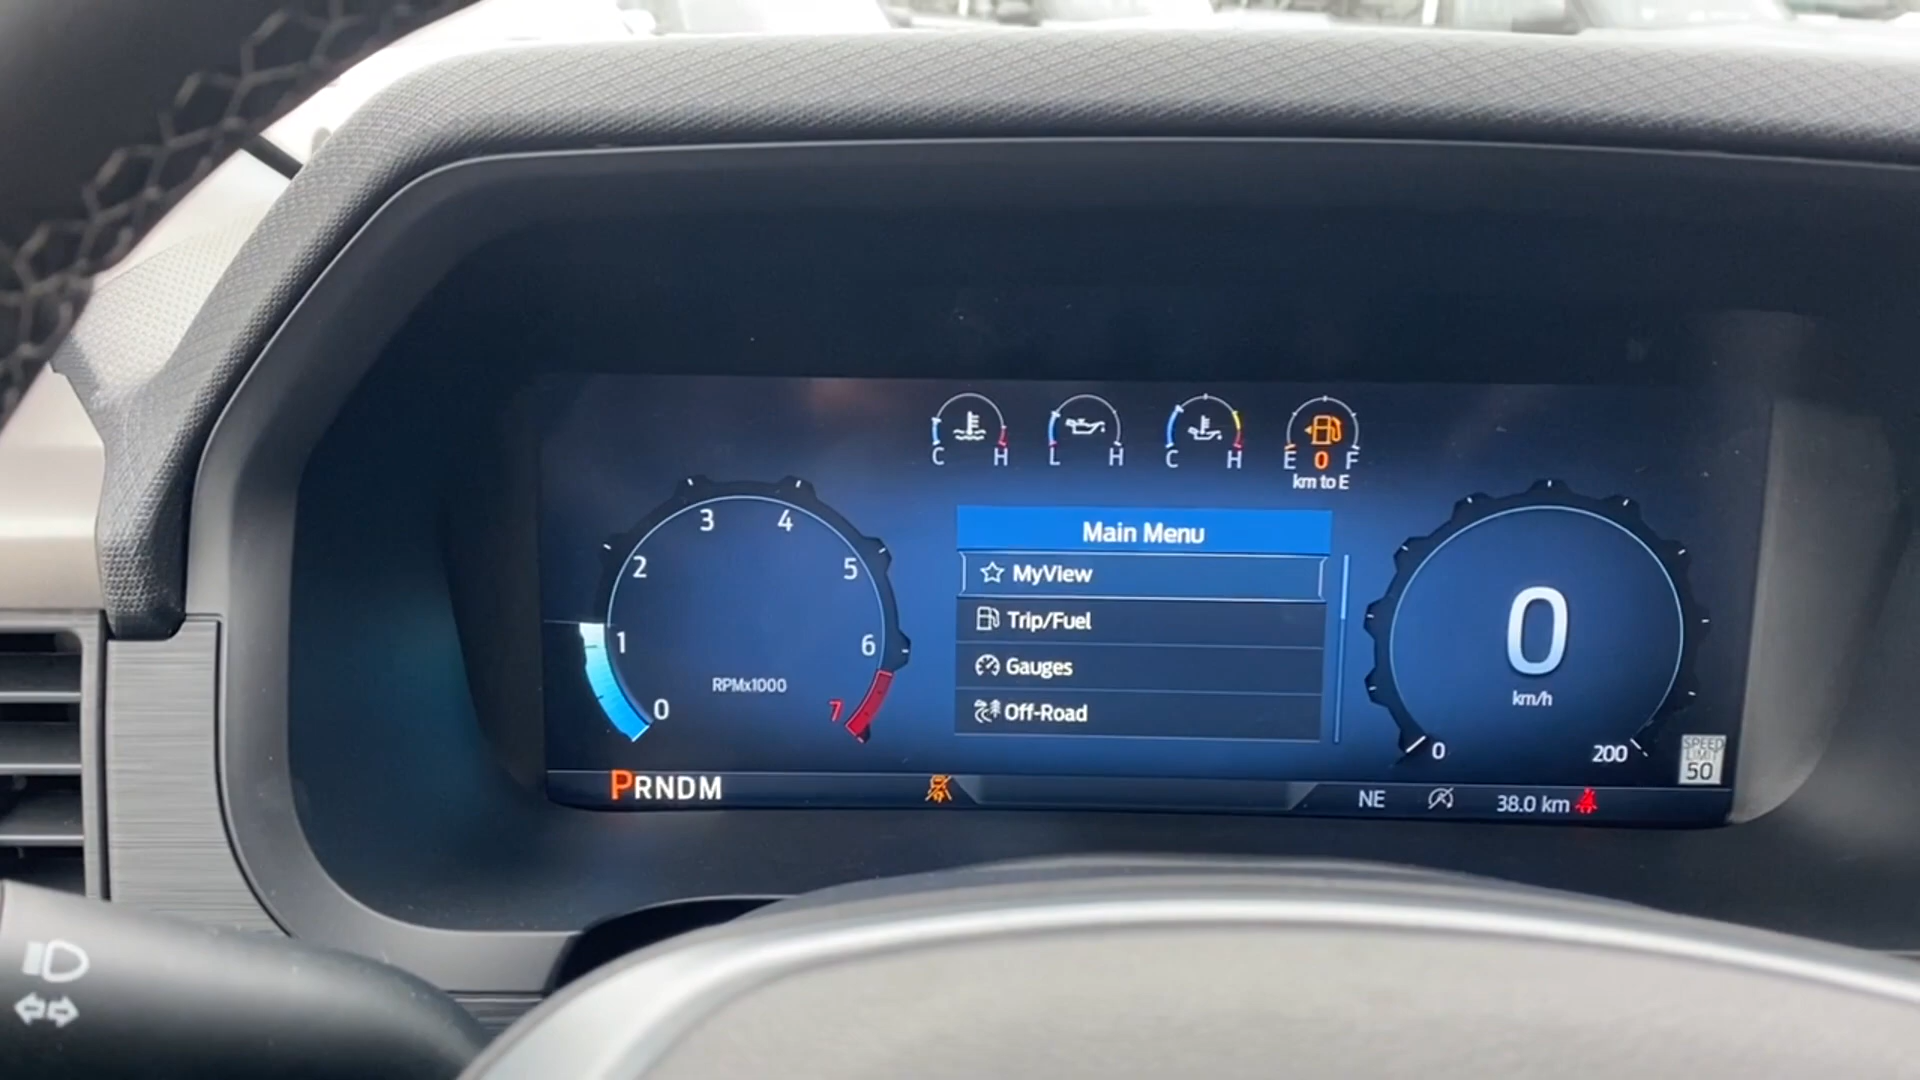 C H
L H
C H
E 0 F
km to E
Main Menu
MyView
Trip/Fuel
Gauges
Off-Road
0
1
2
3
4
5
6
7
RPMx1000
0
km/h
0
200
SPEED
LIMIT
50
PRNDM
NE
38.0 km